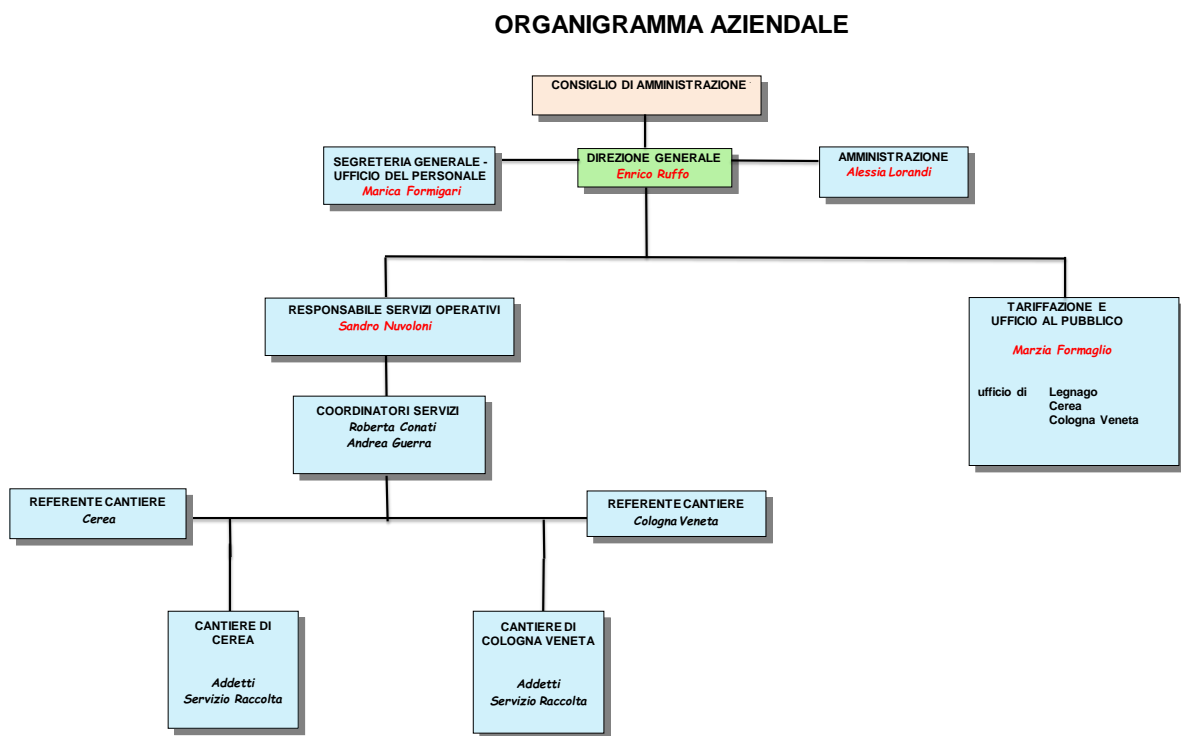 ORGANIGRAMMA AZIENDALE
CONSIGLIO DI AMMINISTRAZIONE
SEGRETERIA GENERALE -
UFFICIO DEL PERSONALE
Marica Formigari
DIREZIONE GENERALE
Enrico Ruffo
AMMINISTRAZIONE
Alessia Lorandi
RESPONSABILE SERVIZI OPERATIVI
Sandro Nuvoloni
TARIFFAZIONE E
UFFICIO AL PUBBLICO
Marzia Formaglio
ufficio di Legnago
Cerea
Cologna Veneta
COORDINATORI SERVIZI
Roberta Conati
Andrea Guerra
REFERENTE CANTIERE
Cerea
REFERENTE CANTIERE
Cologna Veneta
CANTIERE DI
CEREA
Addetti
Servizio Raccolta
CANTIERE DI
COLOGNA VENETA
Addetti
Servizio Raccolta